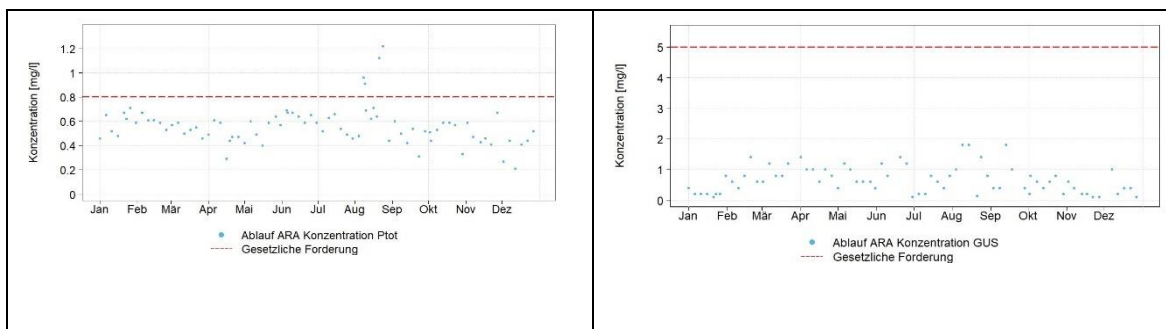 Konzentration [mg/l]
1.2
1
0.8
0.6
0.4
0.2
0
Jan Feb Mär Apr Mai Jun Jul Aug Sep Okt Nov Dez
Ablauf ARA Konzentration Ptot
Gesetzliche Forderung
Konzentration [mg/l]
5
4
3
2
1
0
Jan Feb Mär Apr Mai Jun Jul Aug Sep Okt Nov Dez
Ablauf ARA Konzentration GUS
Gesetzliche Forderung